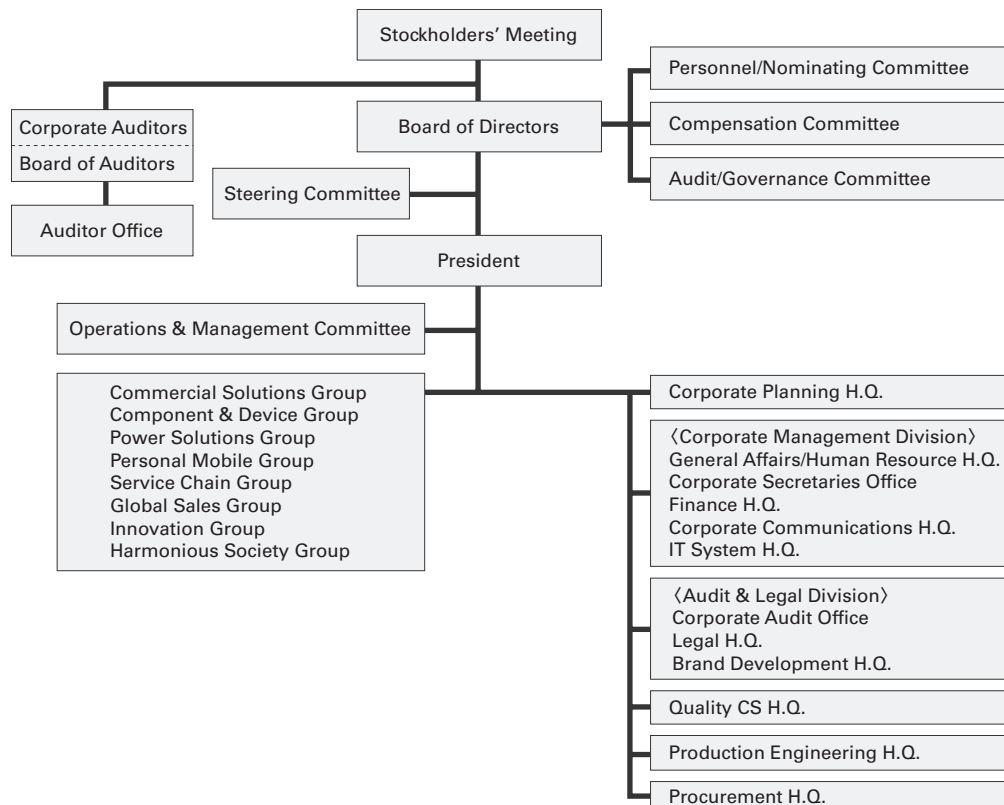 Stockholders’ Meeting
Personnel/Nominating Committee
Corporate Auditors
Board of Auditors
Board of Directors
Compensation Committee
Steering Committee
Audit/Governance Committee
Auditor Office
President
Operations & Management Committee
Commercial Solutions Group
Component & Device Group
Power Solutions Group
Personal Mobile Group
Service Chain Group
Global Sales Group
Innovation Group
Harmonious Society Group
Corporate Planning H.Q.
〈Corporate Management Division〉
General Affairs/Human Resource H.Q.
Corporate Secretaries Office
Finance H.Q.
Corporate Communications H.Q.
IT System H.Q.
〈Audit & Legal Division〉
Corporate Audit Office
Legal H.Q.
Brand Development H.Q.
Quality CS H.Q.
Production Engineering H.Q.
Procurement H.Q.